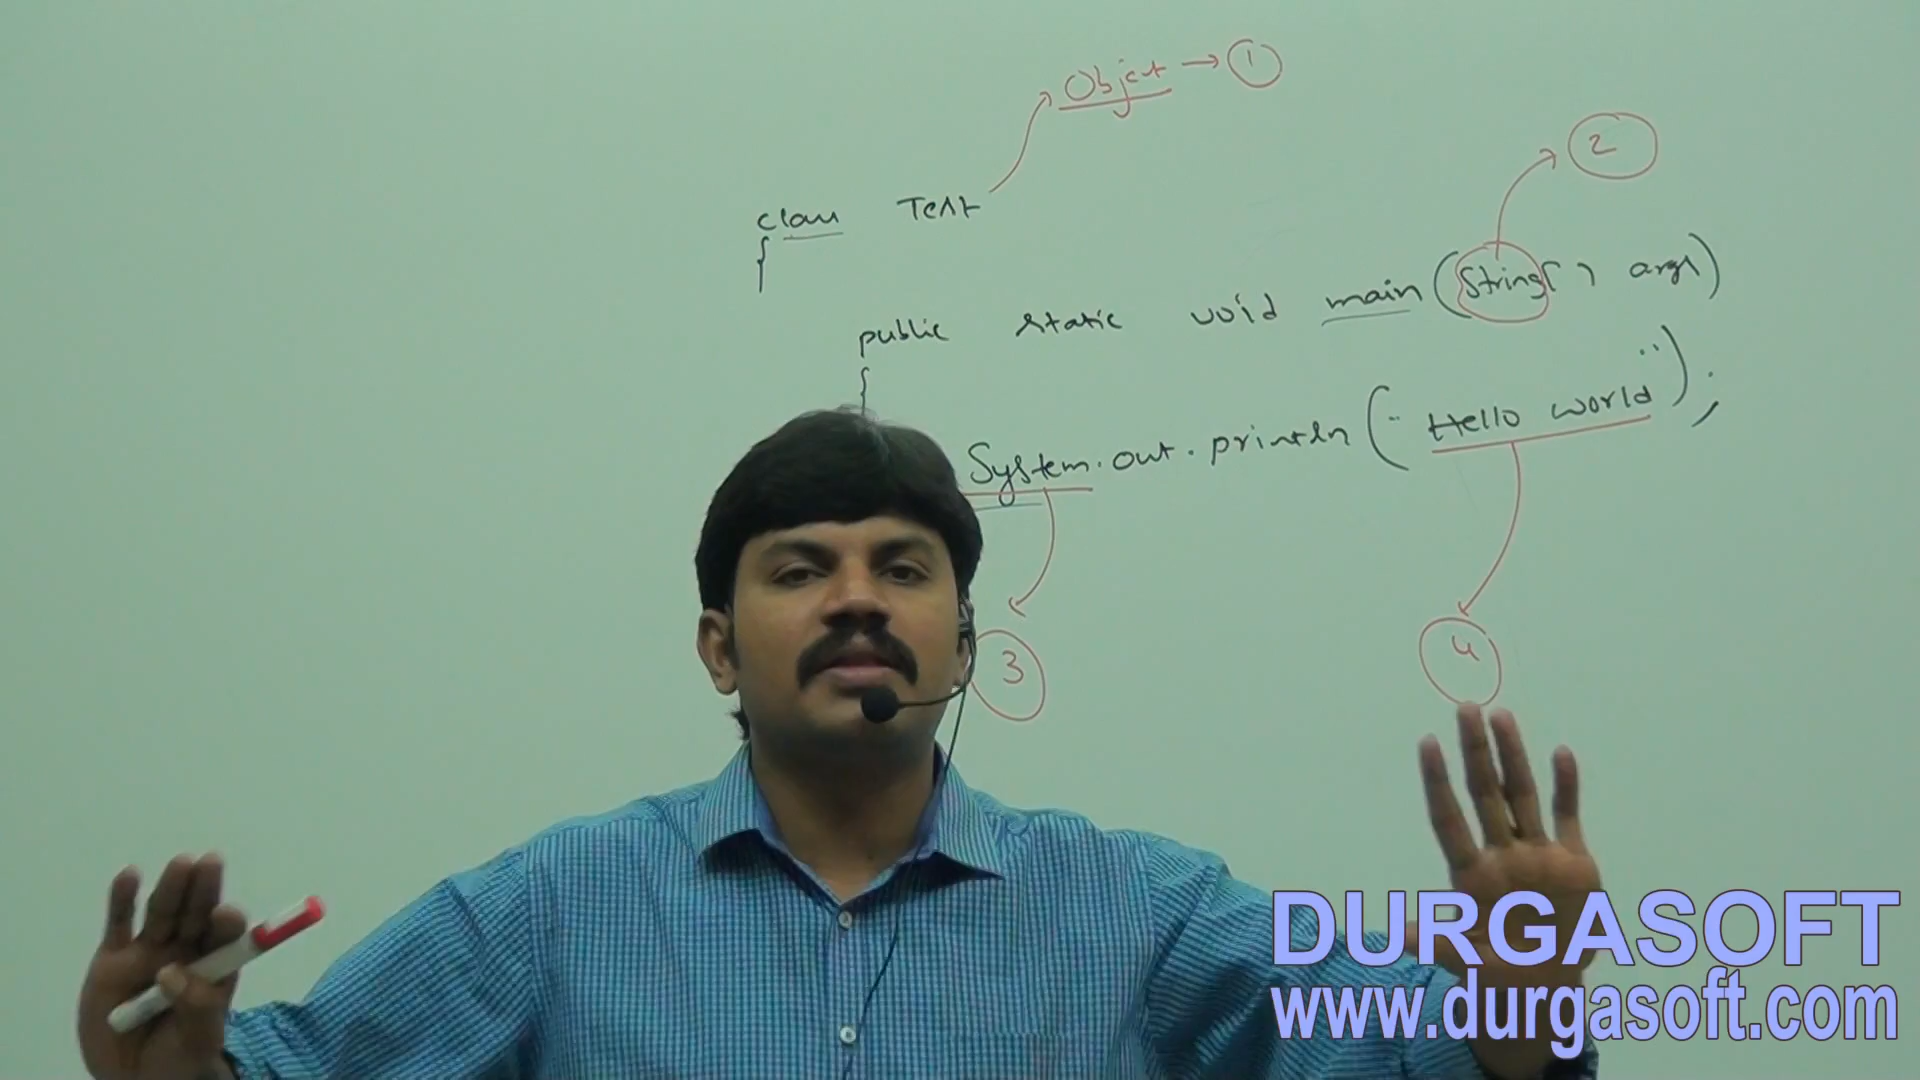 Object → 1
2
class Test
{
public static void main(String[] args)
{
System.out.println("Hello world");
3
4
DURGASOFT
www.durgasoft.com